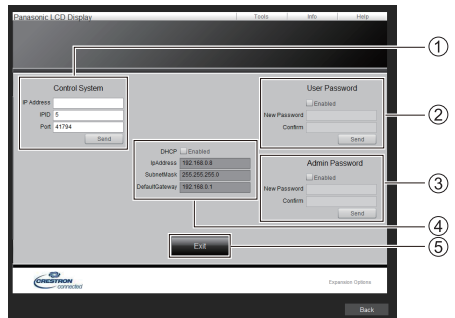 Panasonic LCD Display
Tools Info Help
①
Control System
IP Address
IPID 5
Port 41794
Send
User Password
Enabled
New Password
Confirm
Send
②
Admin Password
Enabled
New Password
Confirm
Send
③
DHCP Enabled
IpAddress 192.168.0.8
SubnetMask 255.255.255.0
DefaultGateway 192.168.0.1
④
Exit
⑤
CRESTRON
connected
Expansion Options
Back